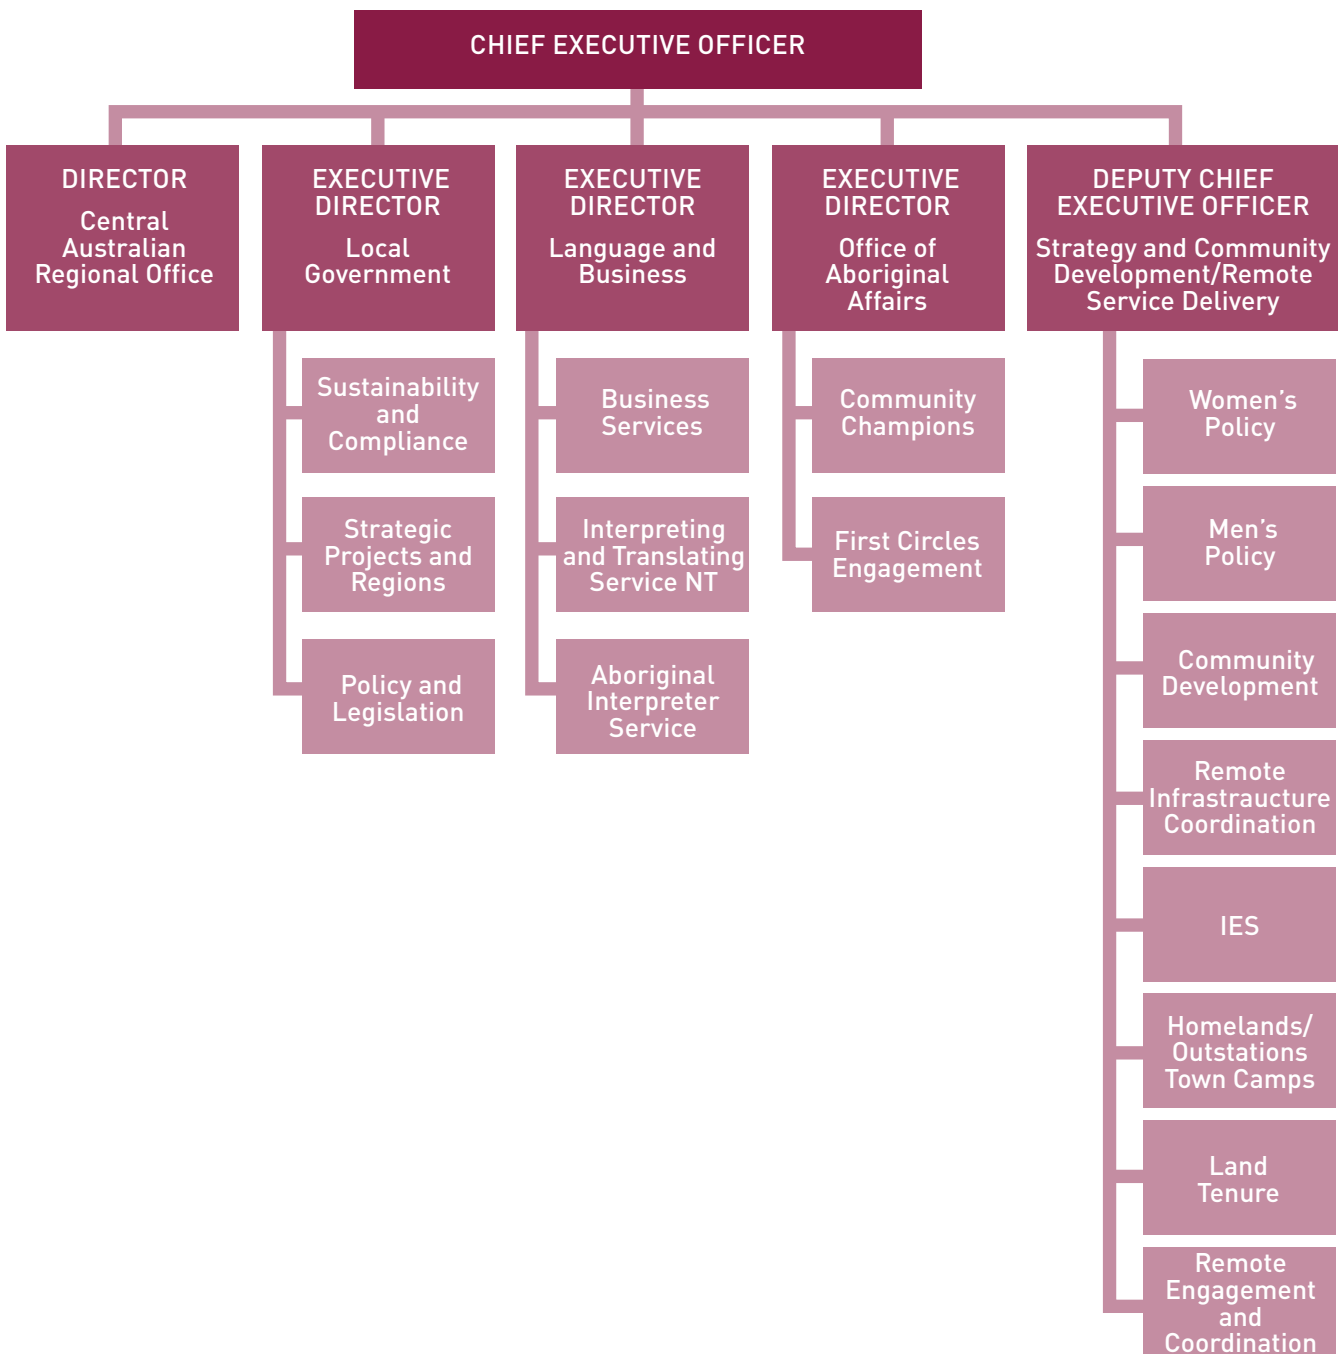 CHIEF EXECUTIVE OFFICER
DIRECTOR
Central
Australian
Regional Office
EXECUTIVE
DIRECTOR
Local
Government
EXECUTIVE
DIRECTOR
Language and
Business
EXECUTIVE
DIRECTOR
Office of
Aboriginal
Affairs
DEPUTY CHIEF
EXECUTIVE OFFICER
Strategy and Community
Development/Remote
Service Delivery
Sustainability
and
Compliance
Strategic
Projects and
Regions
Policy and
Legislation
Business
Services
Interpreting
and Translating
Service NT
Aboriginal
Interpreter
Service
Community
Champions
First Circles
Engagement
Women's
Policy
Men's
Policy
Community
Development
Remote
Infrastraucture
Coordination
IES
Homelands/
Outstations
Town Camps
Land
Tenure
Remote
Engagement
and
Coordination